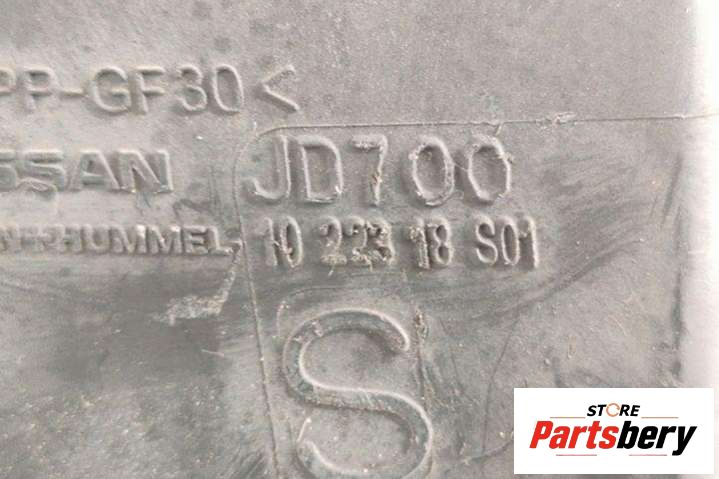 PP-GF30<
SSAN JD700
N+HUMMEL 10 223 18 S01
S
STORE
Partsbery